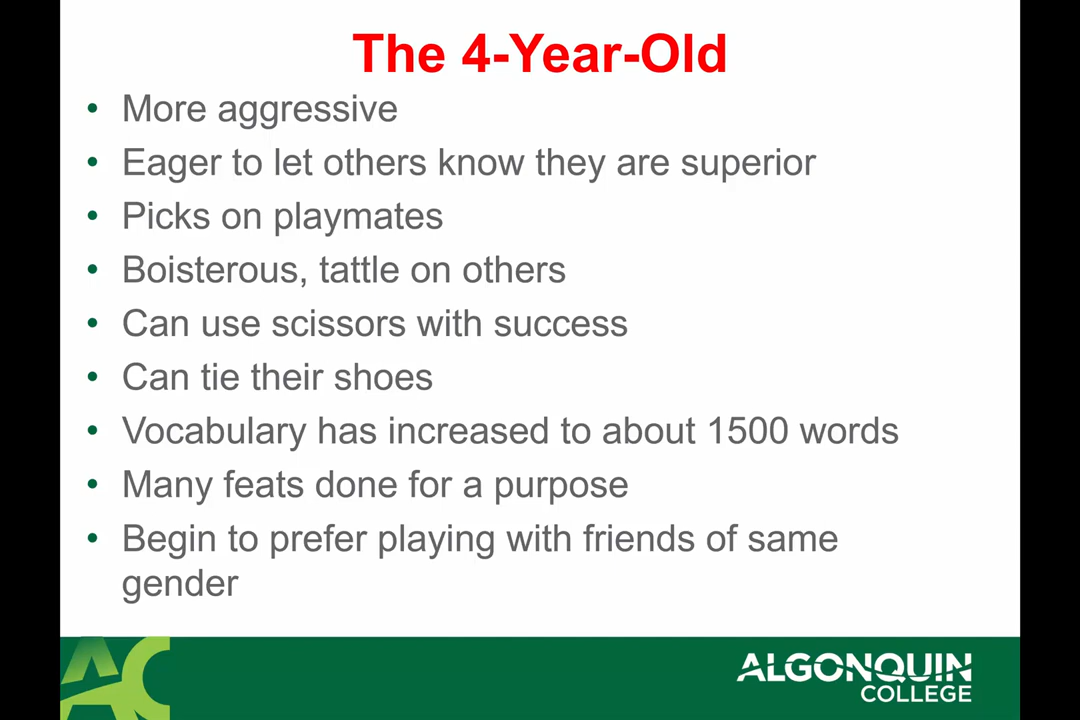 The 4-Year-Old
• More aggressive
• Eager to let others know they are superior
• Picks on playmates
• Boisterous, tattle on others
• Can use scissors with success
• Can tie their shoes
• Vocabulary has increased to about 1500 words
• Many feats done for a purpose
• Begin to prefer playing with friends of same
gender
AC
ALGONQUIN
COLLEGE